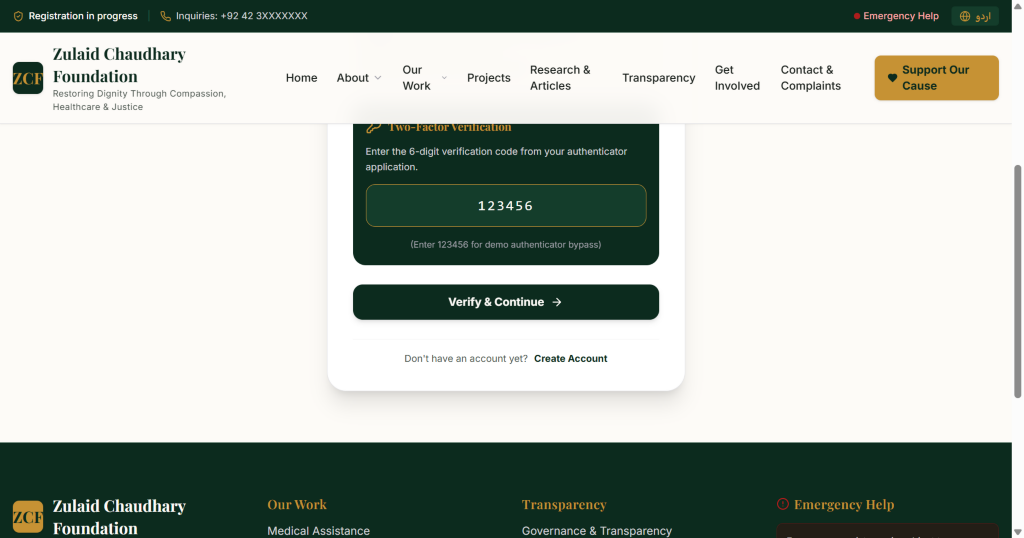 Registration in progress
Inquiries: +92 42 3XXXXXXX
Emergency Help
اردو
ZCF
Zulaid Chaudhary
Foundation
Restoring Dignity Through Compassion,
Healthcare & Justice
Home
About
Our
Work
Projects
Research &
Articles
Transparency
Get
Involved
Contact &
Complaints
Support Our
Cause
Two-Factor Verification
Enter the 6-digit verification code from your authenticator
application.
123456
(Enter 123456 for demo authenticator bypass)
Verify & Continue
Don't have an account yet? Create Account
ZCF
Zulaid Chaudhary
Foundation
Our Work
Medical Assistance
Transparency
Governance & Transparency
Emergency Help